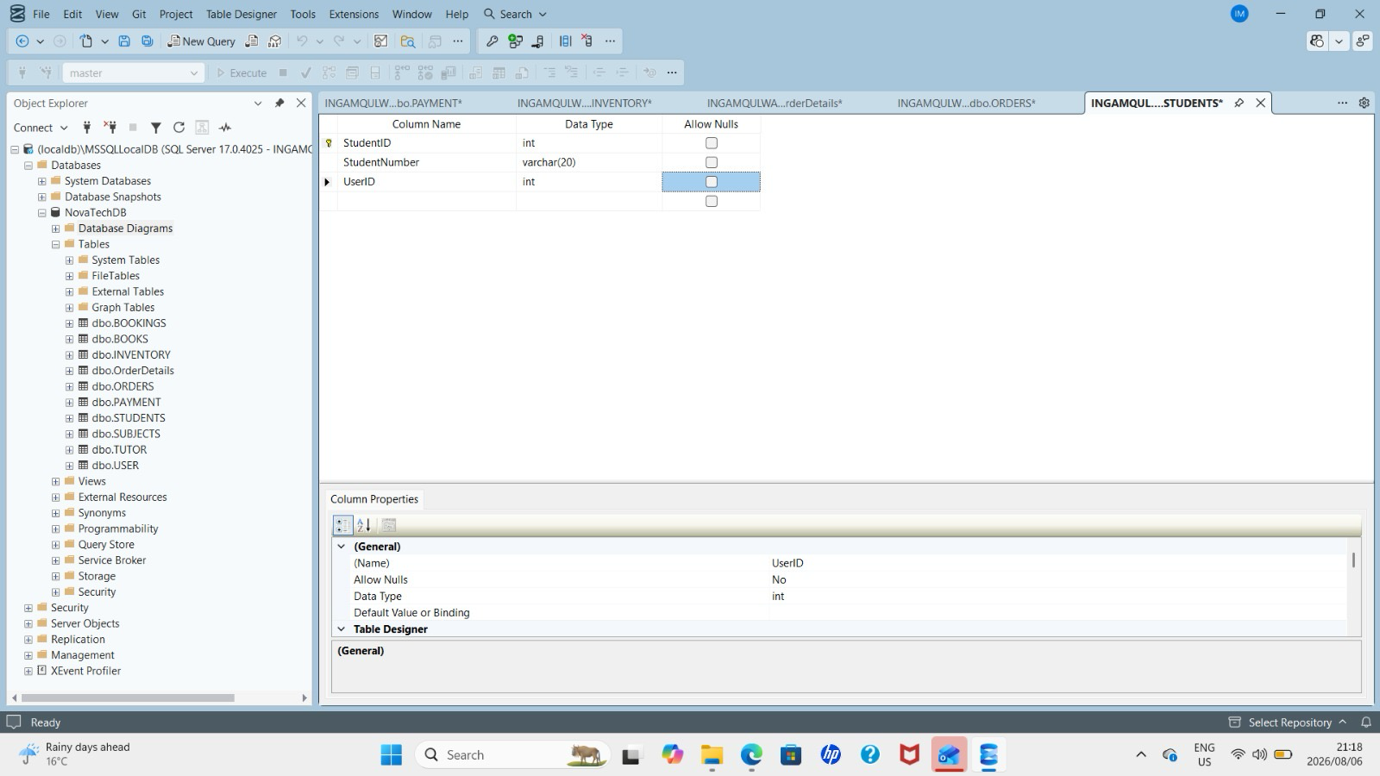 File Edit View Git Project Table Designer Tools Extensions Window Help Search IM
New Query
master Execute
Object Explorer
Connect
(localdb)\MSSQLLocalDB (SQL Server 17.0.4025 - INGAMQ
Databases
System Databases
Database Snapshots
NovaTechDB
Database Diagrams
Tables
System Tables
FileTables
External Tables
Graph Tables
dbo.BOOKINGS
dbo.BOOKS
dbo.INVENTORY
dbo.OrderDetails
dbo.ORDERS
dbo.PAYMENT
dbo.STUDENTS
dbo.SUBJECTS
dbo.TUTOR
dbo.USER
Views
External Resources
Synonyms
Programmability
Query Store
Service Broker
Storage
Security
Security
Server Objects
Replication
Management
XEvent Profiler
INGAMQULW...bo.PAYMENT* INGAMQULW....INVENTORY* INGAMQULWA...rderDetails* INGAMQULW...dbo.ORDERS* INGAMQUL....STUDENTS*
Column Name Data Type Allow Nulls
StudentID int
StudentNumber varchar(20)
UserID int
Column Properties
(General)
(Name) UserID
Allow Nulls No
Data Type int
Default Value or Binding
Table Designer
(General)
Ready Select Repository
Rainy days ahead
16°C
Search
ENG
US
21:18
2026/08/06